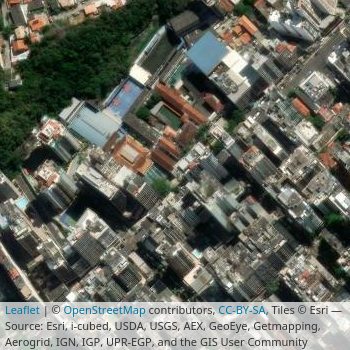 Leaflet | © OpenStreetMap contributors, CC-BY-SA, Tiles © Esri —
Source: Esri, i-cubed, USDA, USGS, AEX, GeoEye, Getmapping,
Aerogrid, IGN, IGP, UPR-EGP, and the GIS User Community